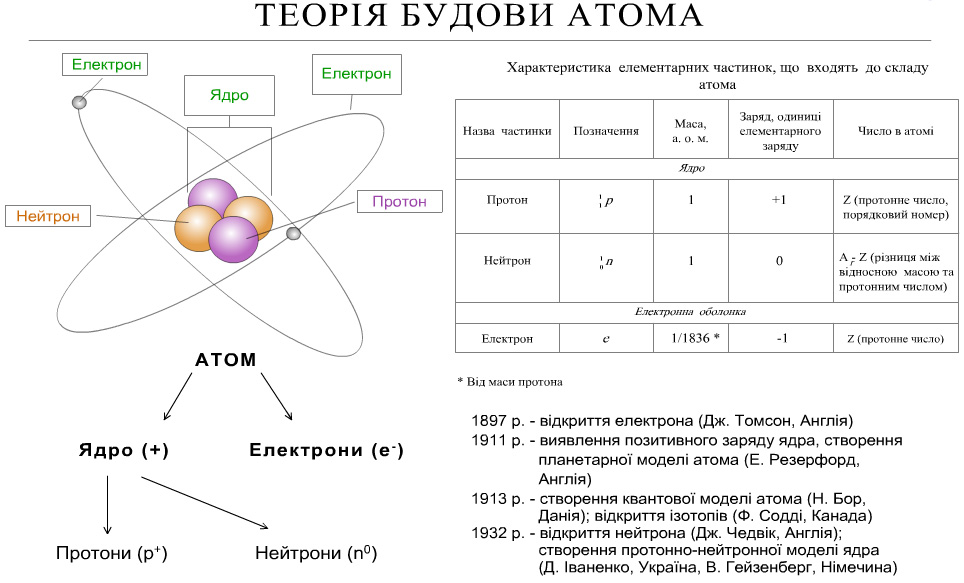 ТЕОРІЯ БУДОВИ АТОМА
Електрон
Ядро
Електрон
Нейтрон
Протон
АТОМ
Ядро (+)
Електрони (e-)
Протони (p+)
Нейтрони (n0)
Характеристика елементарних частинок, що входять до складу
атома
Назва частинки
Позначення
Маса,
а. о. м.
Заряд, одиниці
елементарного
заряду
Число в атомі
Ядро
Протон
1 1 p
1
+1
Z (протонне число,
порядковий номер)
Нейтрон
1 0 n
1
0
A r - Z (різниця між
відносною масою та
протонним числом)
Електронна оболонка
Електрон
e
1/1836 *
-1
Z (протонне число)
* Від маси протона
1897 р. - відкриття електрона (Дж. Томсон, Англія)
1911 р. - виявлення позитивного заряду ядра, створення
планетарної моделі атома (Е. Резерфорд,
Англія)
1913 р. - створення квантової моделі атома (Н. Бор,
Данія); відкриття ізотопів (Ф. Содді, Канада)
1932 р. - відкриття нейтрона (Дж. Чедвік, Англія);
створення протонно-нейтронної моделі ядра
(Д. Іваненко, Україна, В. Гейзенберг, Німечина)